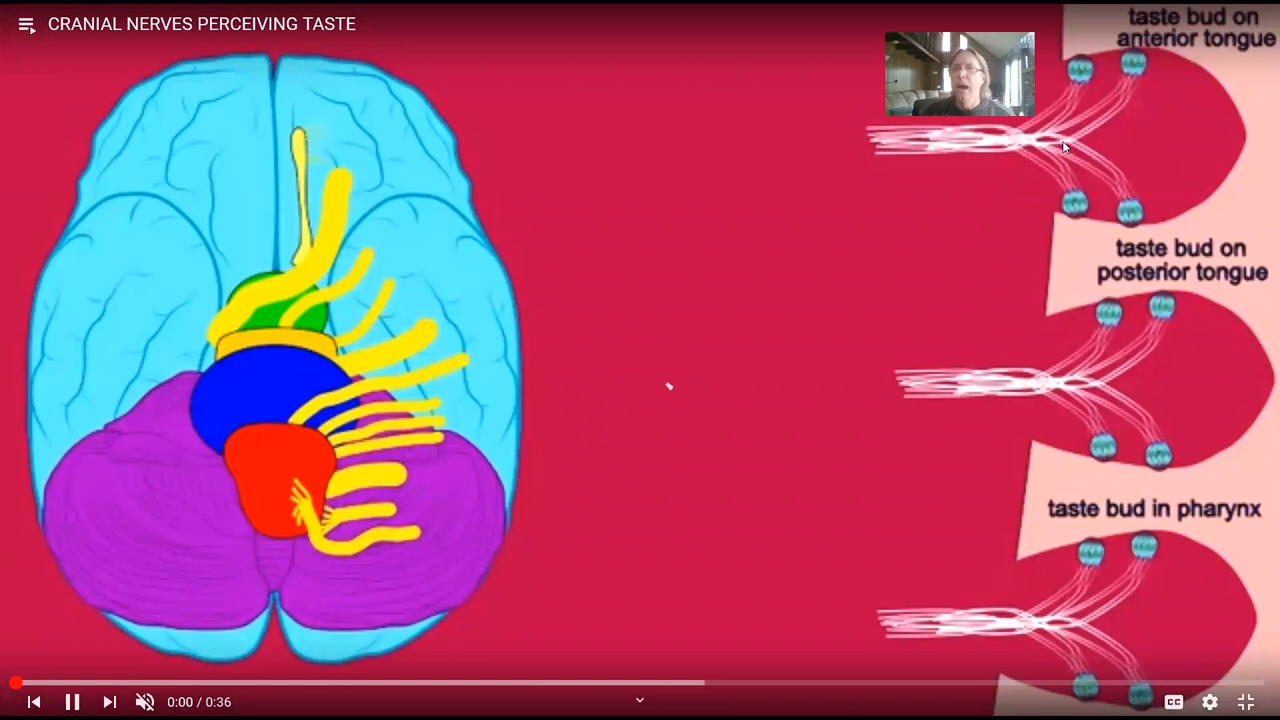 CRANIAL NERVES PERCEIVING TASTE
taste bud on
anterior tongue
taste bud on
posterior tongue
taste bud in pharynx
0:00 / 0:36
CC